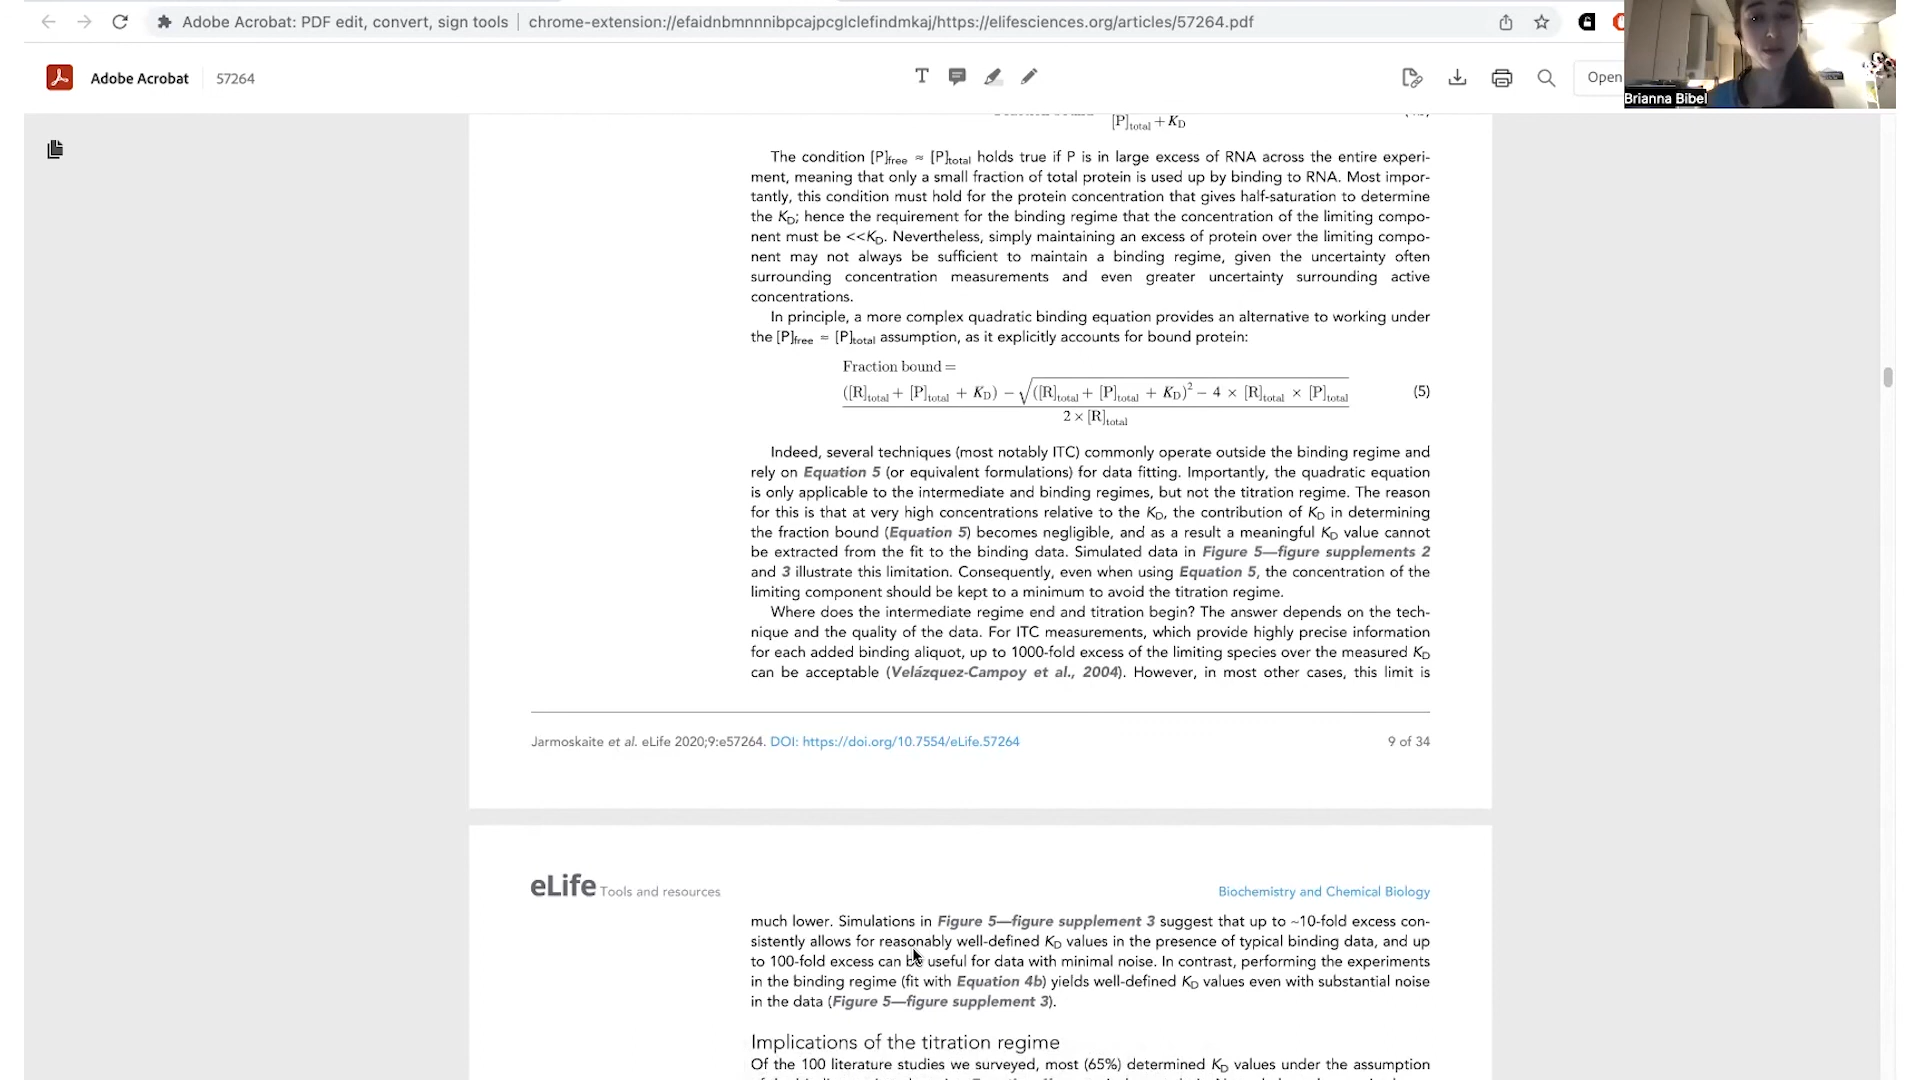 Adobe Acrobat: PDF edit, convert, sign tools | chrome-extension://efaidnbmnnnibpcajpcglclefindmkaj/https://elifesciences.org/articles/57264.pdf
Adobe Acrobat 57264
Open
Brianna Bibel
[P]total + KD
The condition [P]free ≈ [P]total holds true if P is in large excess of RNA across the entire experi-
ment, meaning that only a small fraction of total protein is used up by binding to RNA. Most impor-
tantly, this condition must hold for the protein concentration that gives half-saturation to determine
the KD; hence the requirement for the binding regime that the concentration of the limiting compo-
nent must be <<KD. Nevertheless, simply maintaining an excess of protein over the limiting compo-
nent may not always be sufficient to maintain a binding regime, given the uncertainty often
surrounding concentration measurements and even greater uncertainty surrounding active
concentrations.
In principle, a more complex quadratic binding equation provides an alternative to working under
the [P]free = [P]total assumption, as it explicitly accounts for bound protein:
Fraction bound =
([R]total + [P]total + KD) − √([R]total + [P]total + KD)² − 4 × [R]total × [P]total (5)
2 × [R]total
Indeed, several techniques (most notably ITC) commonly operate outside the binding regime and
rely on Equation 5 (or equivalent formulations) for data fitting. Importantly, the quadratic equation
is only applicable to the intermediate and binding regimes, but not the titration regime. The reason
for this is that at very high concentrations relative to the KD, the contribution of KD in determining
the fraction bound (Equation 5) becomes negligible, and as a result a meaningful KD value cannot
be extracted from the fit to the binding data. Simulated data in Figure 5—figure supplements 2
and 3 illustrate this limitation. Consequently, even when using Equation 5, the concentration of the
limiting component should be kept to a minimum to avoid the titration regime.
Where does the intermediate regime end and titration begin? The answer depends on the tech-
nique and the quality of the data. For ITC measurements, which provide highly precise information
for each added binding aliquot, up to 1000-fold excess of the limiting species over the measured KD
can be acceptable (Velázquez-Campoy et al., 2004). However, in most other cases, this limit is
Jarmoskaite et al. eLife 2020;9:e57264. DOI: https://doi.org/10.7554/eLife.57264 9 of 34
eLife Tools and resources Biochemistry and Chemical Biology
much lower. Simulations in Figure 5—figure supplement 3 suggest that up to ~10-fold excess con-
sistently allows for reasonably well-defined KD values in the presence of typical binding data, and up
to 100-fold excess can be useful for data with minimal noise. In contrast, performing the experiments
in the binding regime (fit with Equation 4b) yields well-defined KD values even with substantial noise
in the data (Figure 5—figure supplement 3).
Implications of the titration regime
Of the 100 literature studies we surveyed, most (65%) determined KD values under the assumption